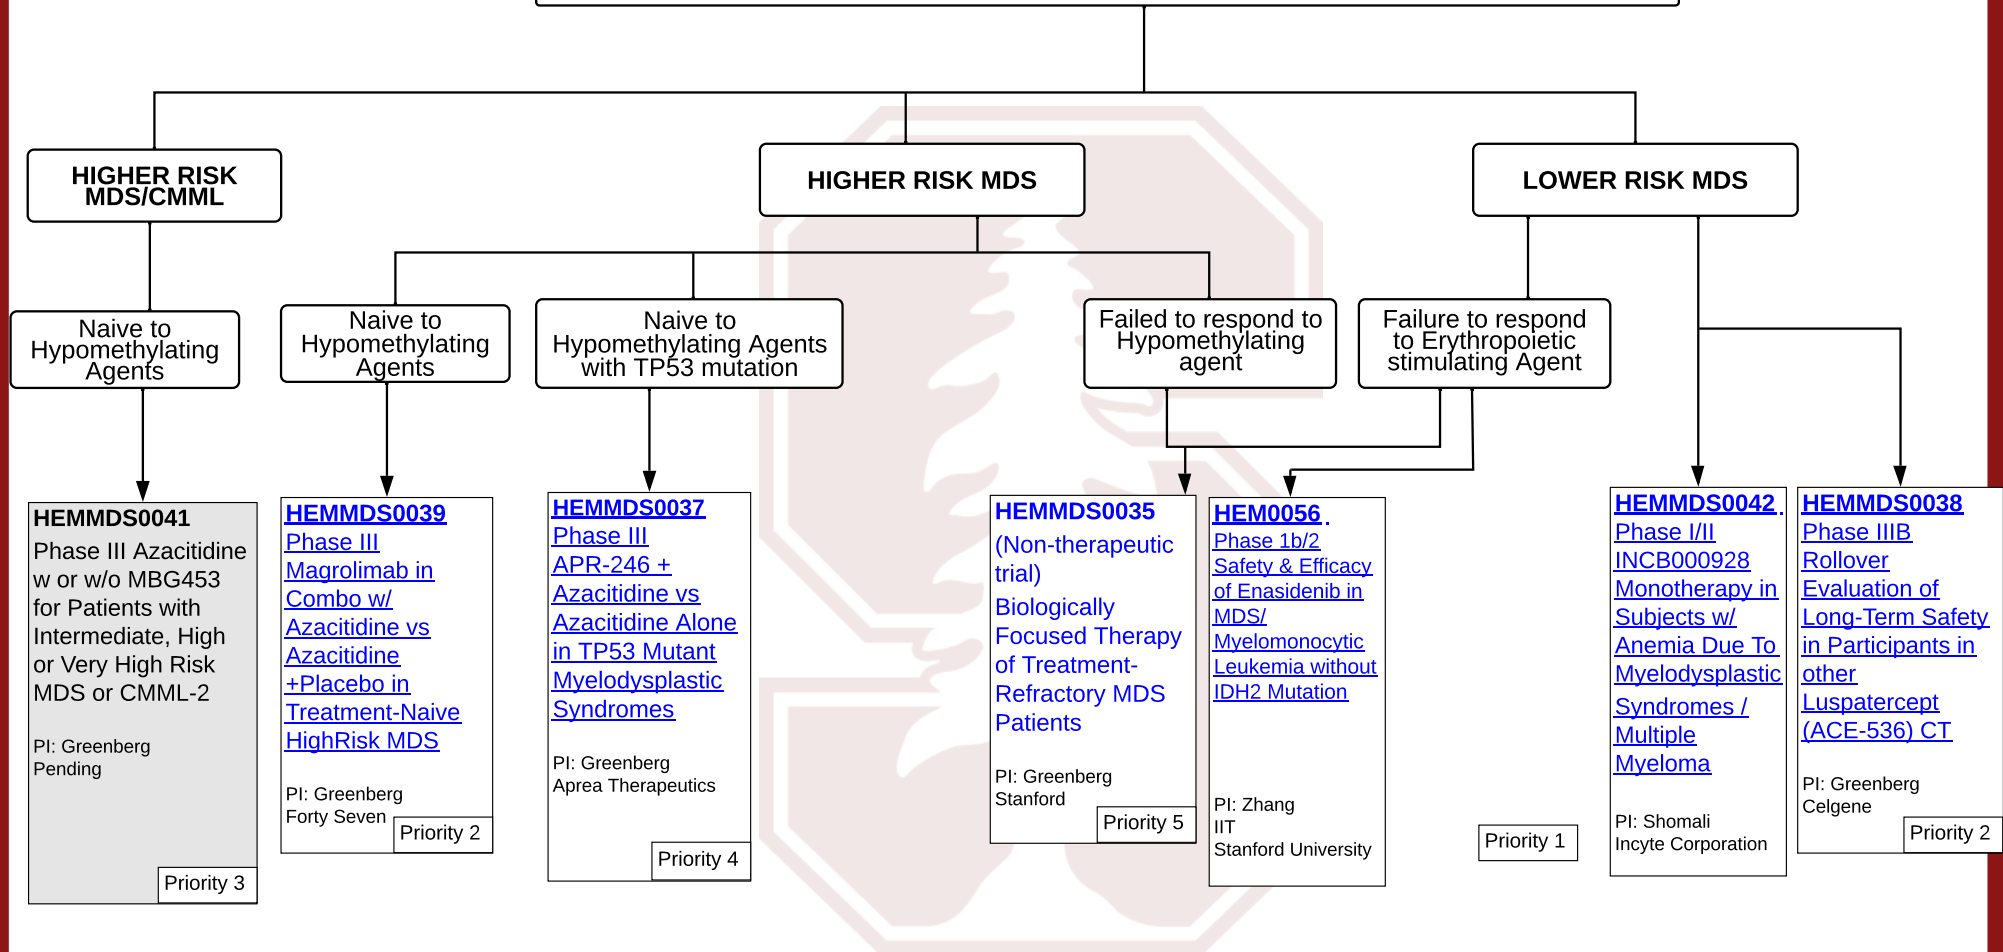 HIGHER RISK
MDS/CMML
HIGHER RISK MDS
LOWER RISK MDS
Naive to
Hypomethylating
Agents
Naive to
Hypomethylating
Agents
Naive to
Hypomethylating Agents
with TP53 mutation
Failed to respond to
Hypomethylating
agent
Failure to respond
to Erythropoietic
stimulating Agent
HEMMDS0041
Phase III Azacitidine
w or w/o MBG453
for Patients with
Intermediate, High
or Very High Risk
MDS or CMML-2
PI: Greenberg
Pending
Priority 3
HEMMDS0039
Phase III
Magrolimab in
Combo w/
Azacitidine vs
Azacitidine
+Placebo in
Treatment-Naive
HighRisk MDS
PI: Greenberg
Forty Seven
Priority 2
HEMMDS0037
Phase III
APR-246 +
Azacitidine vs
Azacitidine Alone
in TP53 Mutant
Myelodysplastic
Syndromes
PI: Greenberg
Aprea Therapeutics
Priority 4
HEMMDS0035
(Non-therapeutic
trial)
Biologically
Focused Therapy
of Treatment-
Refractory MDS
Patients
PI: Greenberg
Stanford
Priority 5
HEM0056 .
Phase 1b/2
Safety & Efficacy
of Enasidenib in
MDS/
Myelomonocytic
Leukemia without
IDH2 Mutation
PI: Zhang
IIT
Stanford University
Priority 1
HEMMDS0042 .
Phase I/II
INCB000928
Monotherapy in
Subjects w/
Anemia Due To
Myelodysplastic
Syndromes /
Multiple
Myeloma
PI: Shomali
Incyte Corporation
HEMMDS0038
Phase IIIB
Rollover
Evaluation of
Long-Term Safety
in Participants in
other
Luspatercept
(ACE-536) CT
PI: Greenberg
Celgene
Priority 2